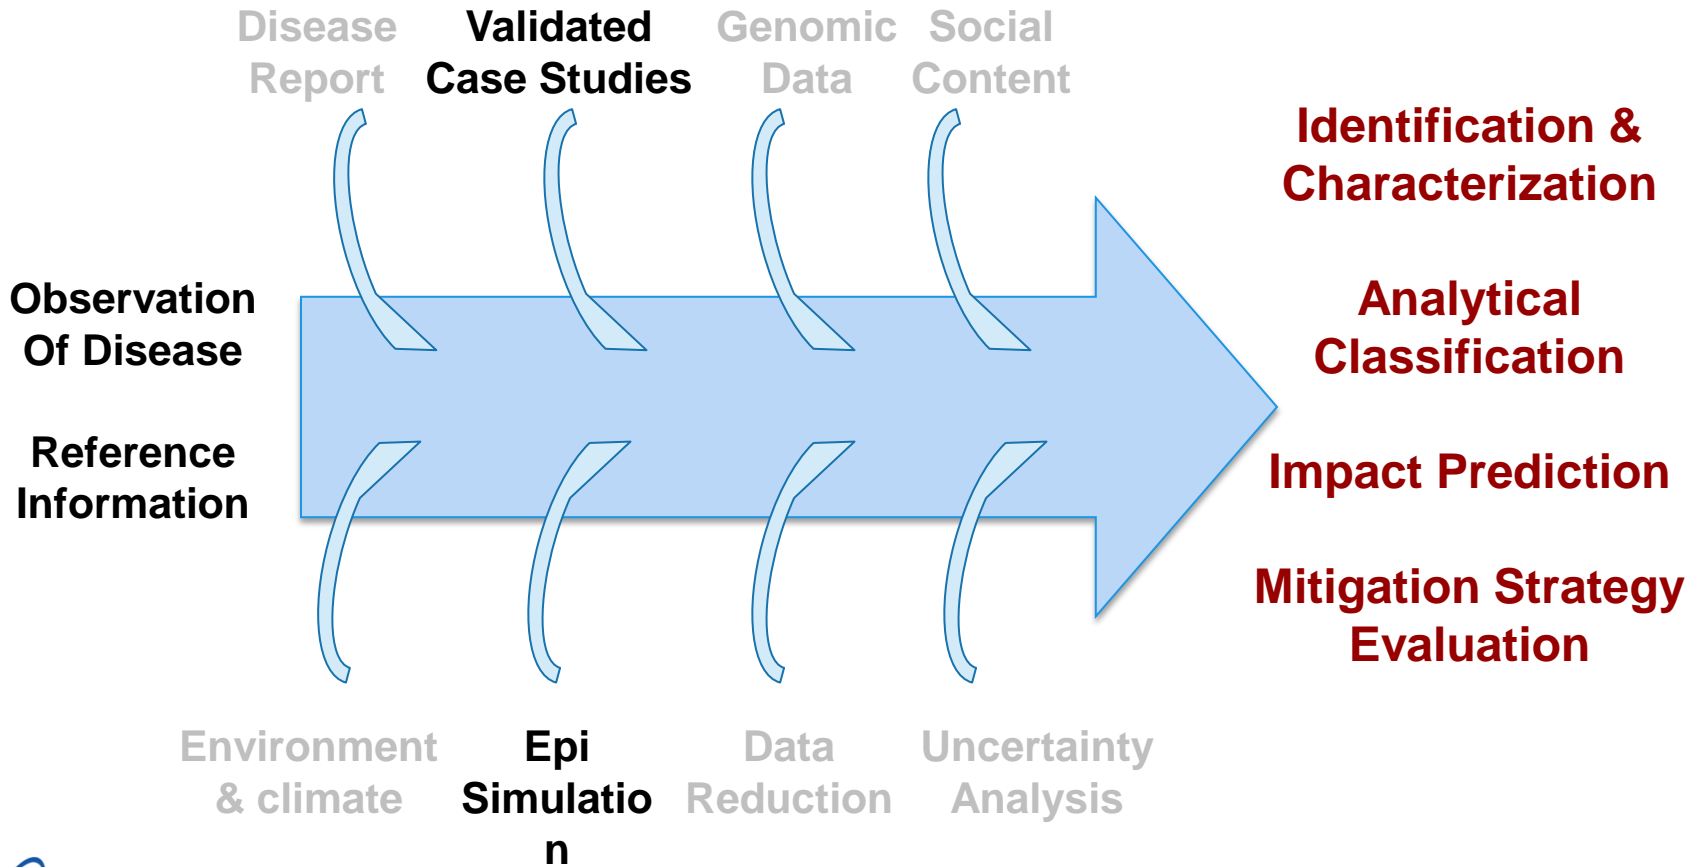 Disease
Report
Validated
Case Studies
Genomic
Data
Social
Content
Observation
Of Disease
Reference
Information
Identification &
Characterization
Analytical
Classification
Impact Prediction
Mitigation Strategy
Evaluation
Environment
& climate
Epi
Simulatio
n
Data
Reduction
Uncertainty
Analysis